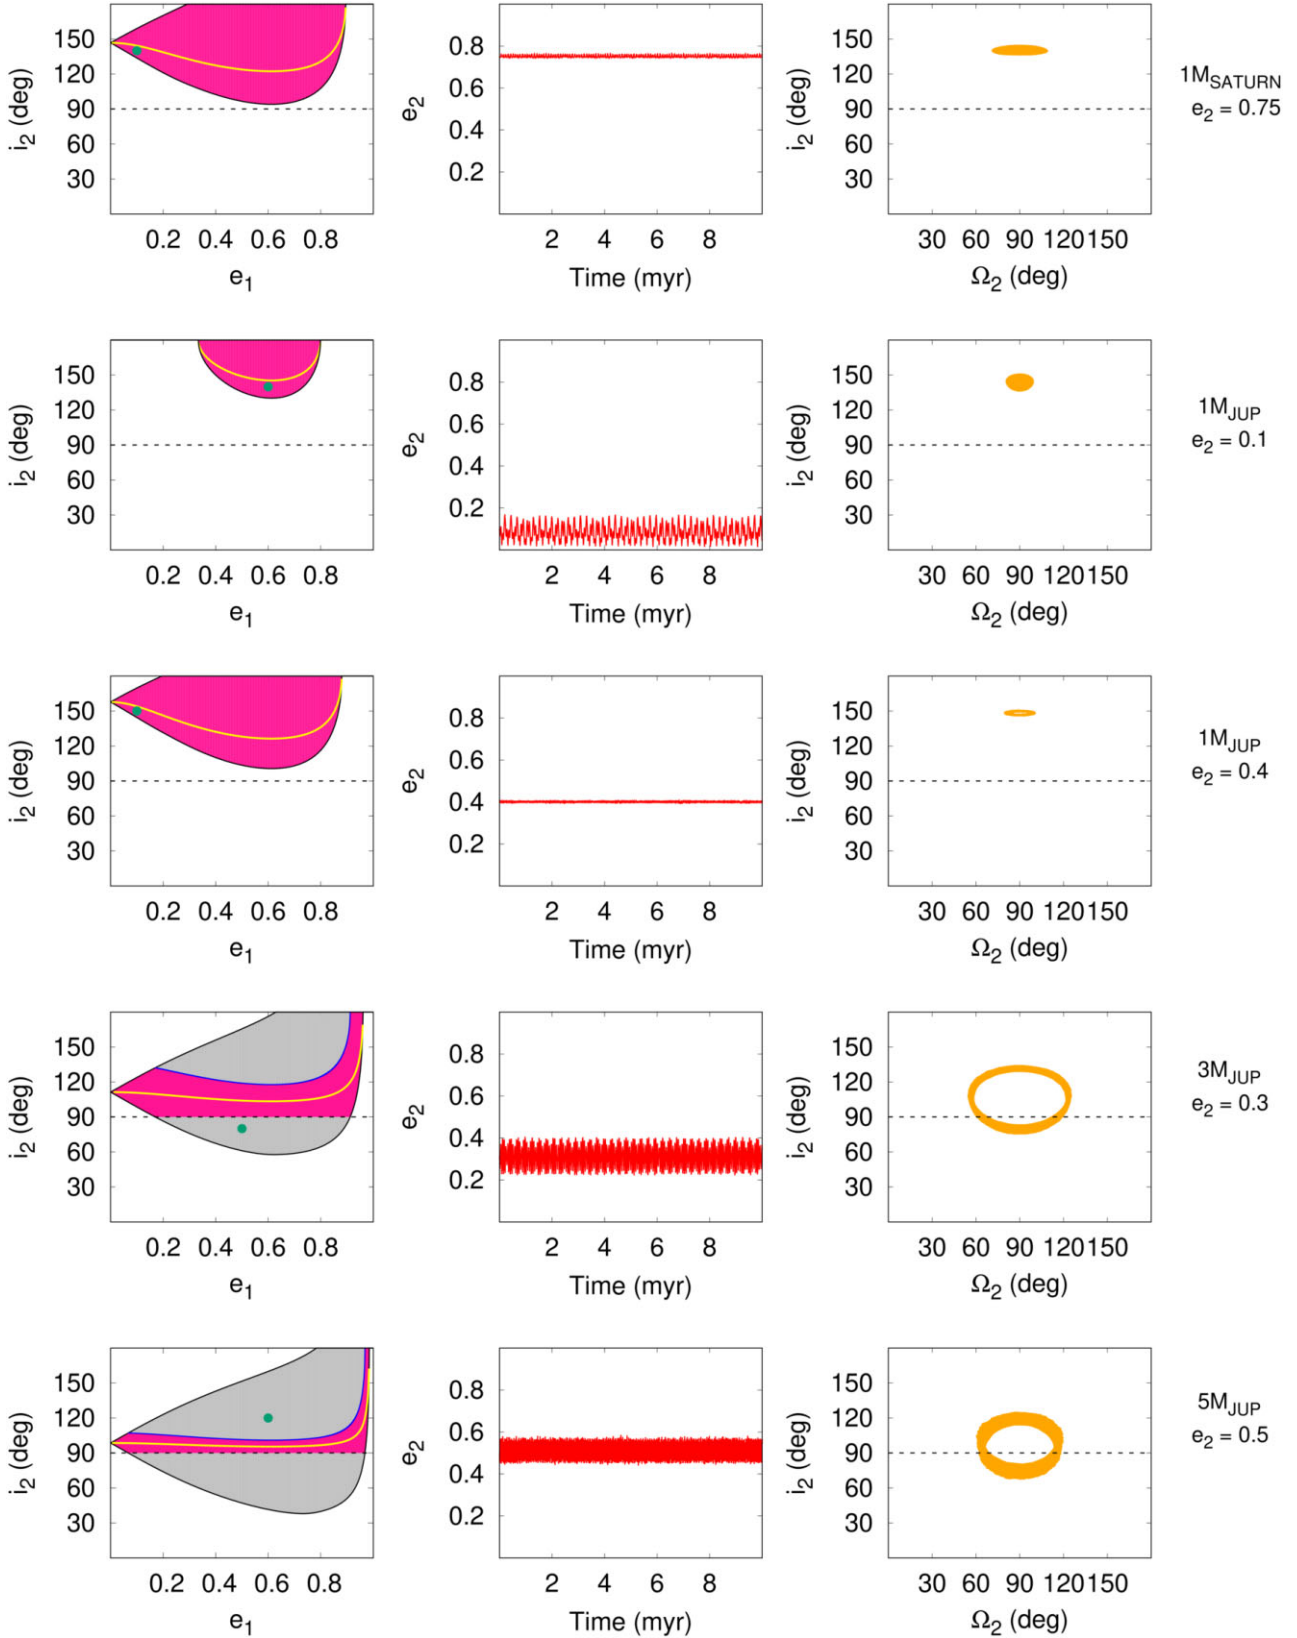 150
120
90
60
30
i₂ (deg)
0.2 0.4 0.6 0.8
e₁
0.8
0.6
0.4
0.2
e₂
2 4 6 8
Time (myr)
150
120
90
60
30
i₂ (deg)
30 60 90 120 150
Ω₂ (deg)
1M_SATURN
e₂ = 0.75
150
120
90
60
30
i₂ (deg)
0.2 0.4 0.6 0.8
e₁
0.8
0.6
0.4
0.2
e₂
2 4 6 8
Time (myr)
150
120
90
60
30
i₂ (deg)
30 60 90 120 150
Ω₂ (deg)
1M_JUP
e₂ = 0.1
150
120
90
60
30
i₂ (deg)
0.2 0.4 0.6 0.8
e₁
0.8
0.6
0.4
0.2
e₂
2 4 6 8
Time (myr)
150
120
90
60
30
i₂ (deg)
30 60 90 120 150
Ω₂ (deg)
1M_JUP
e₂ = 0.4
150
120
90
60
30
i₂ (deg)
0.2 0.4 0.6 0.8
e₁
0.8
0.6
0.4
0.2
e₂
2 4 6 8
Time (myr)
150
120
90
60
30
i₂ (deg)
30 60 90 120 150
Ω₂ (deg)
3M_JUP
e₂ = 0.3
150
120
90
60
30
i₂ (deg)
0.2 0.4 0.6 0.8
e₁
0.8
0.6
0.4
0.2
e₂
2 4 6 8
Time (myr)
150
120
90
60
30
i₂ (deg)
30 60 90 120 150
Ω₂ (deg)
5M_JUP
e₂ = 0.5